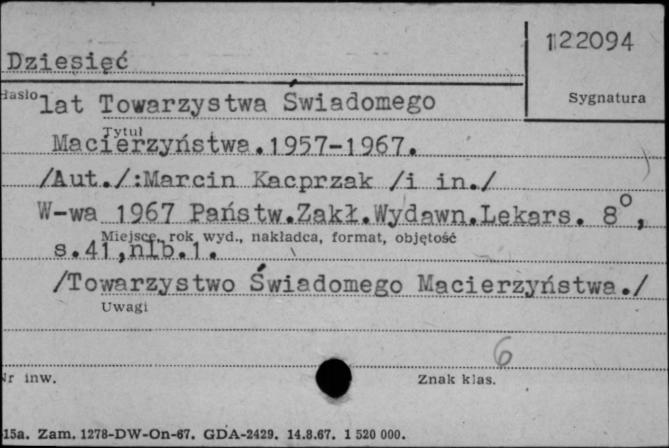 122094
Dziesięć
Hasło
Sygnatura
lat Towarzystwa Świadomego
Tytuł
Macierzyństwa.1957-1967.
/Aut./:Marcin Kacprzak /i in./
W-wa 1967 Państw.Zakł.Wydawn.Lekars. 8°,
Miejsce, rok wyd., nakładca, format, objętość
s.41,nlb.1.
/Towarzystwo Świadomego Macierzyństwa./
Uwagi
6
Nr inw.
Znak klas.
15a. Zam. 1278-DW-On-67. GDA-2429. 14.8.67. 1 520 000.